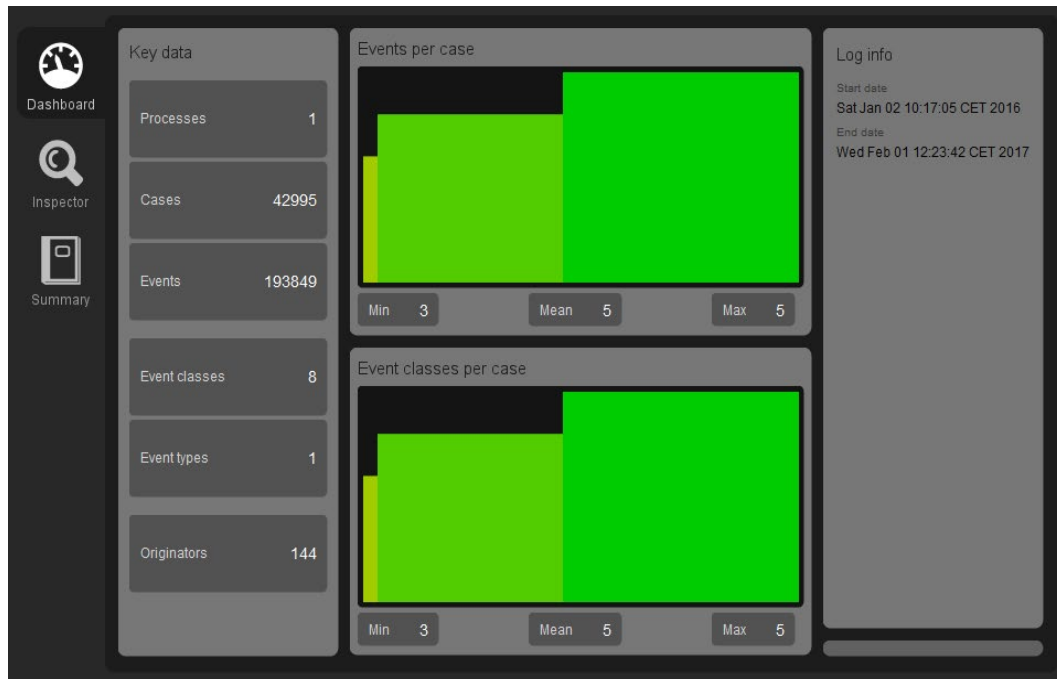 Dashboard
Inspector
Summary
Key data
Processes 1
Cases 42995
Events 193849
Event classes 8
Event types 1
Originators 144
Events per case
Min 3 Mean 5 Max 5
Event classes per case
Min 3 Mean 5 Max 5
Log info
Start date
Sat Jan 02 10:17:05 CET 2016
End date
Wed Feb 01 12:23:42 CET 2017